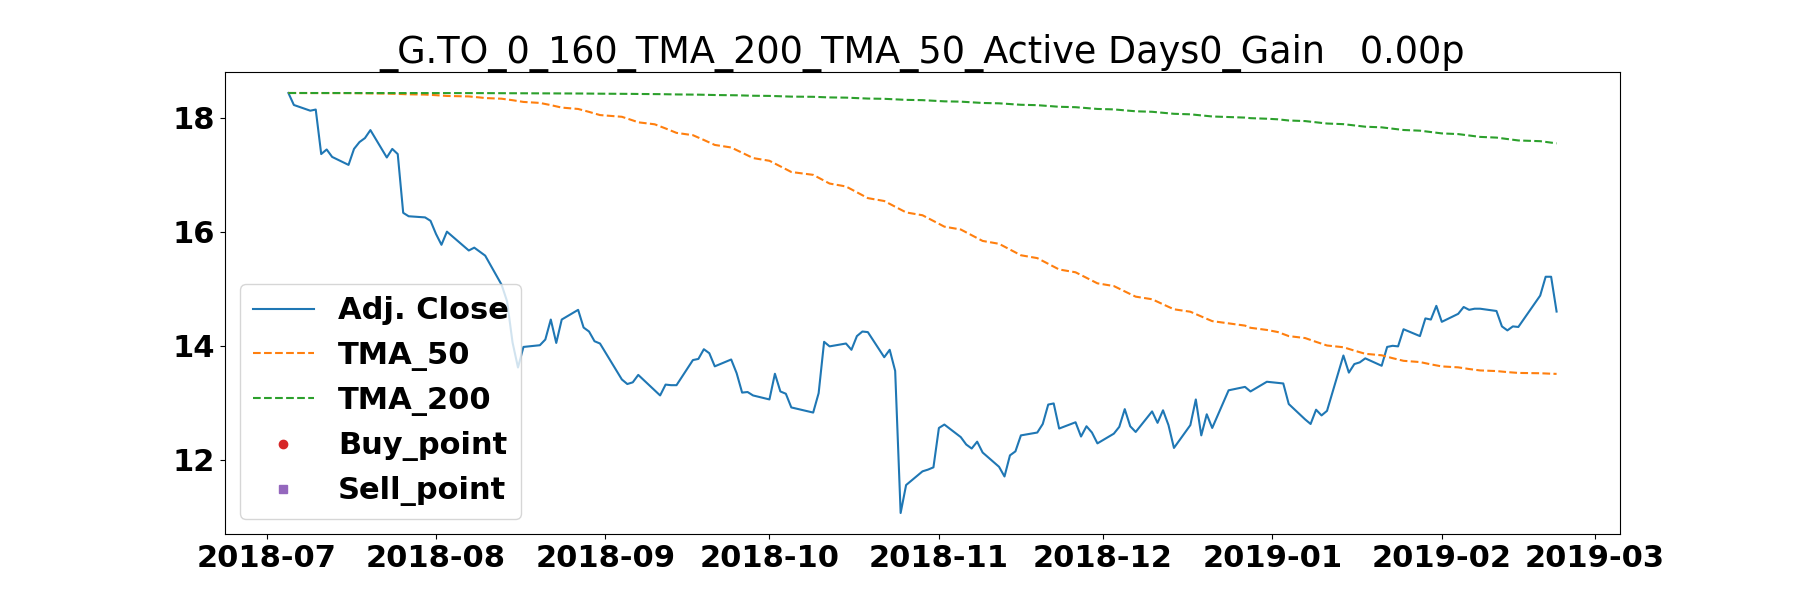 _G.TO_0_160_TMA_200_TMA_50_Active Days0_Gain   0.00p
18
16
14
12
Adj. Close
TMA_50
TMA_200
Buy_point
Sell_point
2018-07 2018-08 2018-09 2018-10 2018-11 2018-12 2019-01 2019-02 2019-03